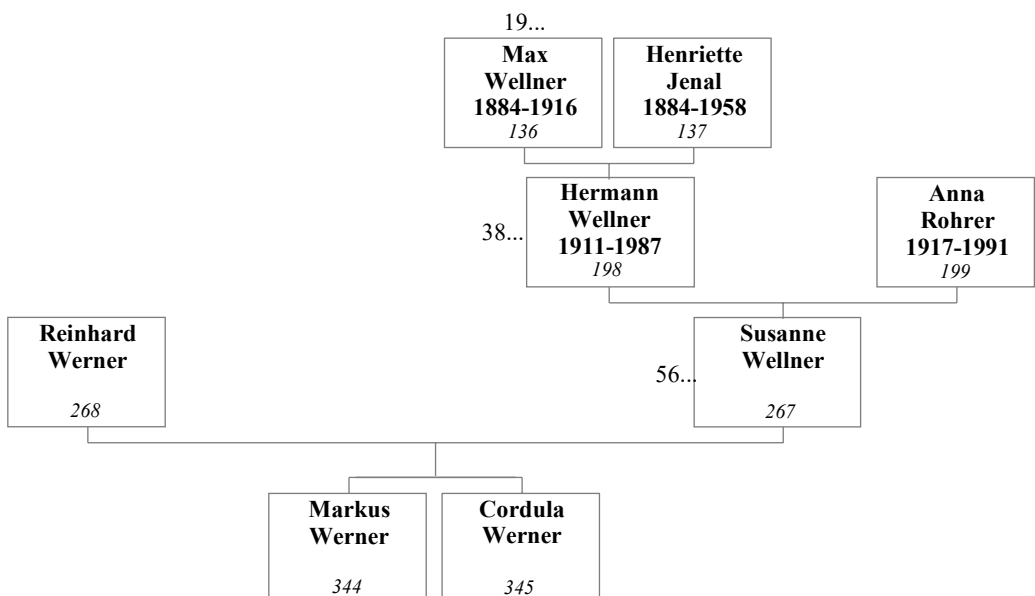 19...
Max
Wellner
1884-1916
136
Henriette
Jenal
1884-1958
137
38...
Hermann
Wellner
1911-1987
198
Anna
Rohrer
1917-1991
199
Reinhard
Werner
268
56...
Susanne
Wellner
267
Markus
Werner
344
Cordula
Werner
345